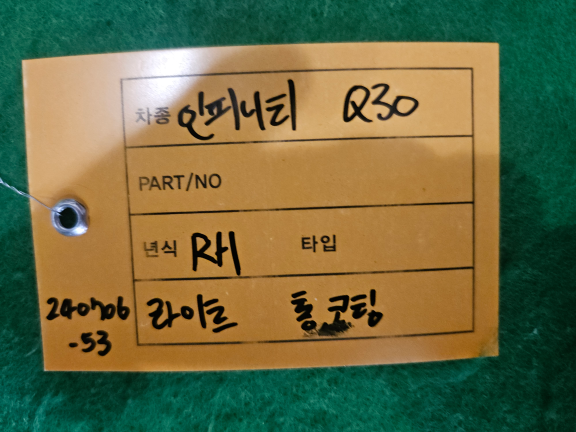 차종 인피니티 Q30
PART/NO
년식 RH 타입
라이트 통 코팅
240706
-53